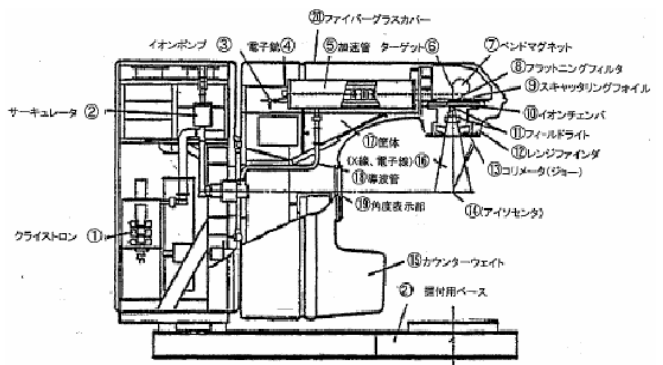 ⑳ファイバーグラスカバー
イオンポンプ ③ 電子銃④ ⑤加速管 ターゲット⑥ ⑦ベンドマグネット
⑧フラットニングフィルタ
⑨スキャッタリングフォイル
サーキュレータ ②
⑩イオンチェンバ
⑪フィールドライト
⑫レンジファインダ
⑰筐体
(X線、電子線)⑯
⑬コリメータ(ジョー)
⑱導波管
⑭(アイソセンタ)
⑲角度表示部
クライストロン ①
⑮カウンターウェイト
㉑ 据付用ベース